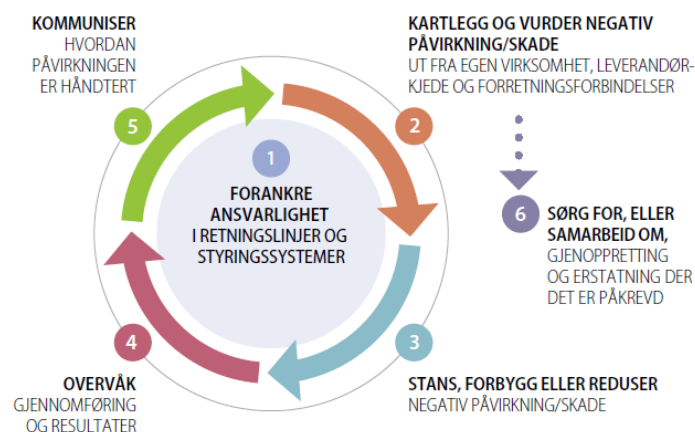 1
FORANKRE
ANSVARLIGHET
I RETNINGSLINJER OG
STYRINGSSYSTEMER
2
KARTLEGG OG VURDER NEGATIV
PÅVIRKNING/SKADE
UT FRA EGEN VIRKSOMHET, LEVERANDØR-
KJEDE OG FORRETNINGSFORBINDELSER
3
STANS, FORBYGG ELLER REDUSER
NEGATIV PÅVIRKNING/SKADE
4
OVERVÅK
GJENNOMFØRING
OG RESULTATER
5
KOMMUNISER
HVORDAN
PÅVIRKNINGEN
ER HÅNDTERT
6
SØRG FOR, ELLER
SAMARBEID OM,
GJENOPPRETTING
OG ERSTATNING DER
DET ER PÅKREVD